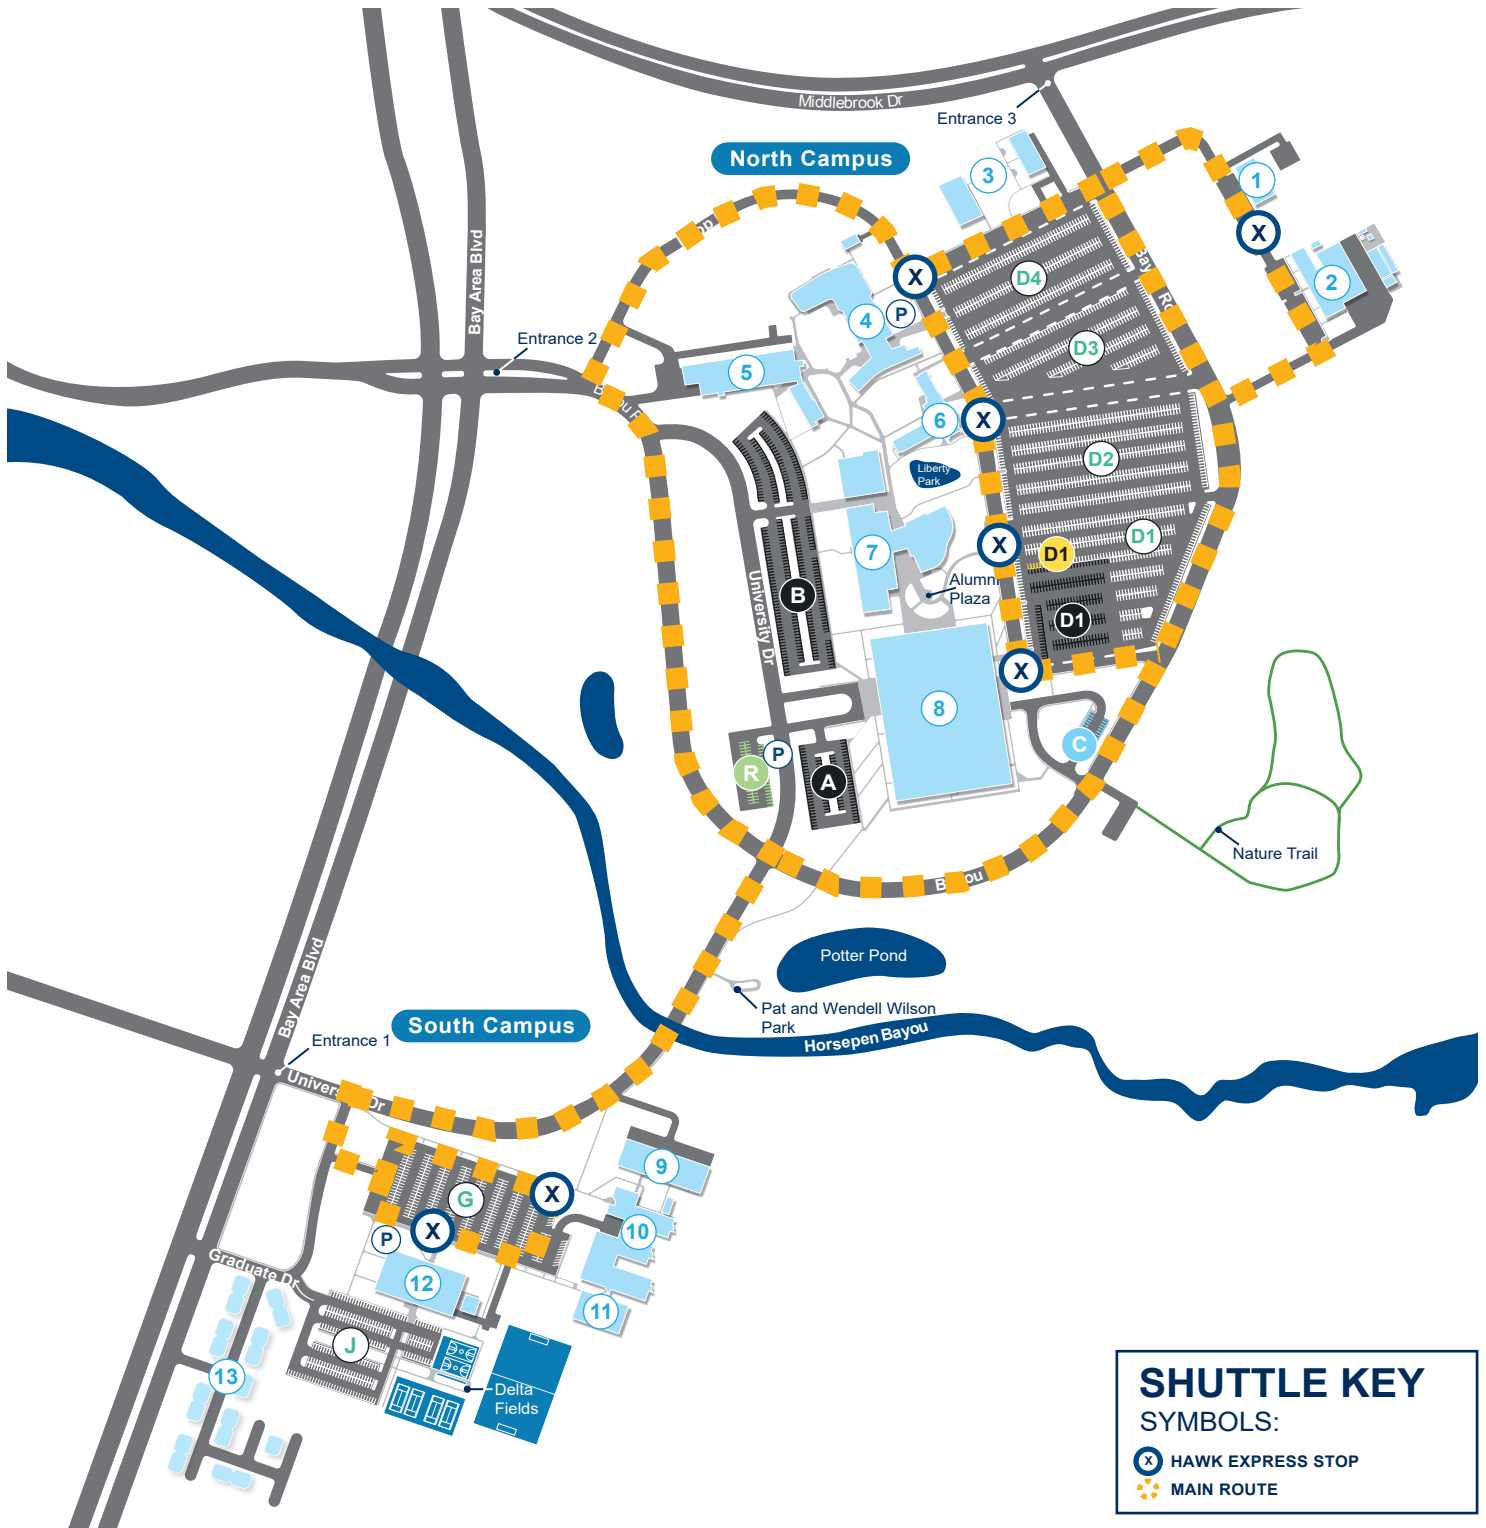 Middlebrook Dr
Entrance 3
North Campus
3
1
X
2
Bay Area Blvd
X
D4
4
P
Entrance 2
D3
5
6
X
D2
Liberty
Park
X
D1
D1
7
Alumni
Plaza
B
University Dr
D1
X
8
C
R
P
A
Nature Trail
Potter Pond
Pat and Wendell Wilson
Park
Horsepen Bayou
South Campus
Bay Area Blvd
Entrance 1
9
X
G
10
X
P
12
11
Graduate Dr
J
13
Delta
Fields
SHUTTLE KEY
SYMBOLS:
X HAWK EXPRESS STOP
MAIN ROUTE